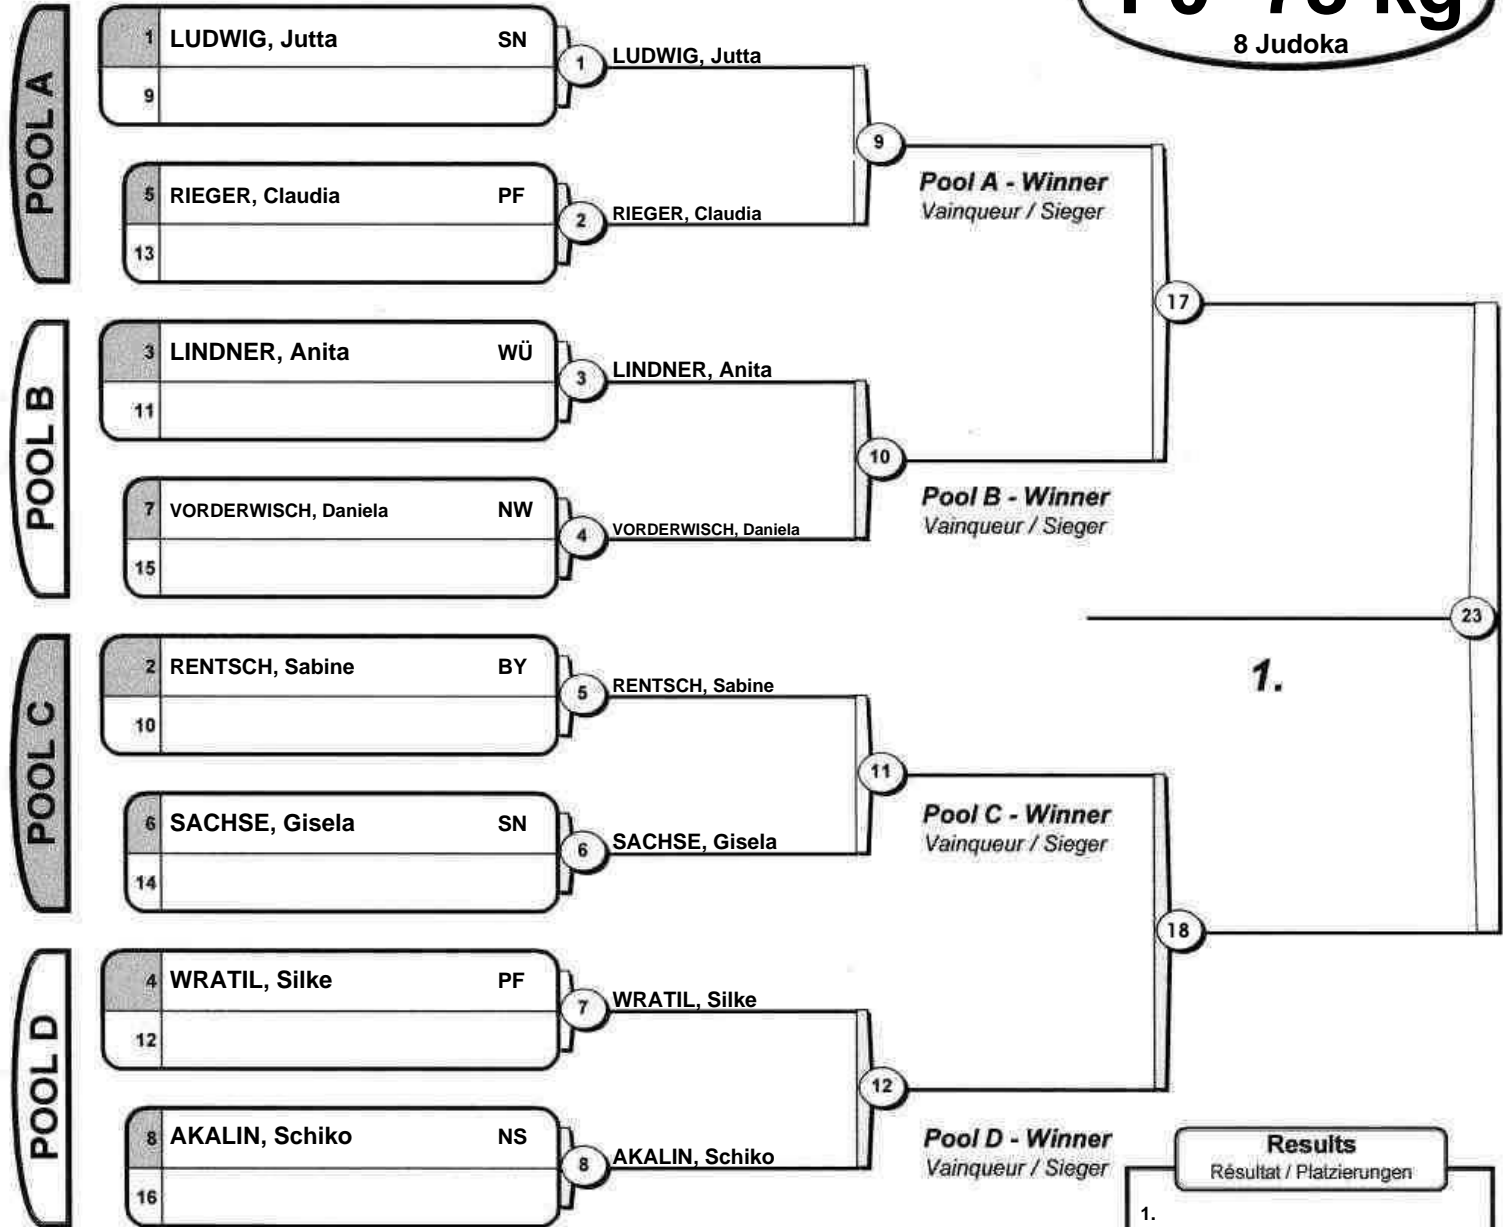 8 Judoka
POOL A
1 LUDWIG, Jutta SN
9
1 LUDWIG, Jutta
5 RIEGER, Claudia PF
13
2 RIEGER, Claudia
9
Pool A - Winner
Vainqueur / Sieger
POOL B
3 LINDNER, Anita WÜ
11
3 LINDNER, Anita
7 VORDERWISCH, Daniela NW
15
4 VORDERWISCH, Daniela
10
Pool B - Winner
Vainqueur / Sieger
17
23
1.
POOL C
2 RENTSCH, Sabine BY
10
5 RENTSCH, Sabine
6 SACHSE, Gisela SN
14
6 SACHSE, Gisela
11
Pool C - Winner
Vainqueur / Sieger
18
POOL D
4 WRATIL, Silke PF
12
7 WRATIL, Silke
8 AKALIN, Schiko NS
16
8 AKALIN, Schiko
12
Pool D - Winner
Vainqueur / Sieger
Results
Résultat / Platzierungen
1.